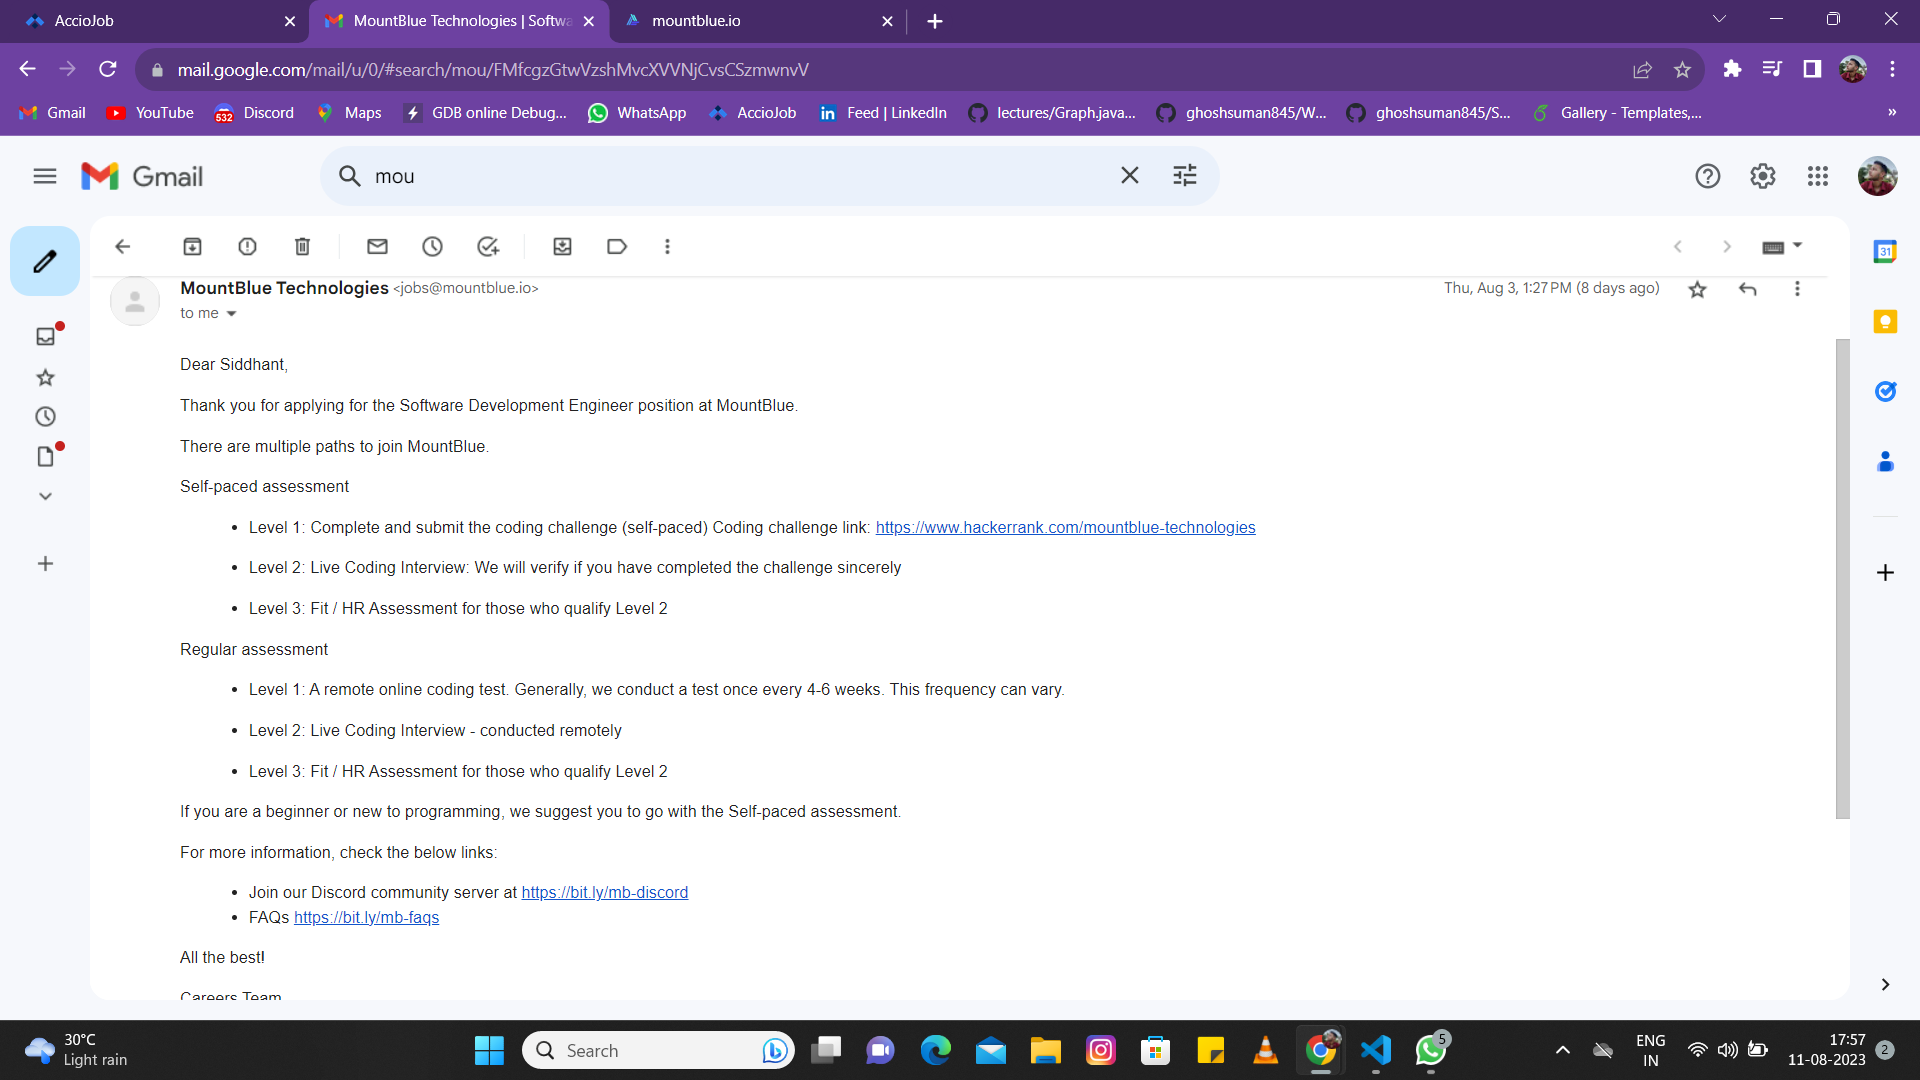 AccioJob
MountBlue Technologies | Softwa
mountblue.io
mail.google.com/mail/u/0/#search/mou/FMfcgzGtwVzshMvcXVVNjCvsCSzmwnvV
Gmail
YouTube
532
Discord
Maps
GDB online Debug...
WhatsApp
AccioJob
in
Feed | LinkedIn
lectures/Graph.java...
ghoshsuman845/W...
ghoshsuman845/S...
Gallery - Templates,...
»
Gmail
mou
31
MountBlue Technologies <jobs@mountblue.io>
Thu, Aug 3, 1:27 PM (8 days ago)
to me
Dear Siddhant,
Thank you for applying for the Software Development Engineer position at MountBlue.
There are multiple paths to join MountBlue.
Self-paced assessment
• Level 1: Complete and submit the coding challenge (self-paced) Coding challenge link: https://www.hackerrank.com/mountblue-technologies
• Level 2: Live Coding Interview: We will verify if you have completed the challenge sincerely
• Level 3: Fit / HR Assessment for those who qualify Level 2
Regular assessment
• Level 1: A remote online coding test. Generally, we conduct a test once every 4-6 weeks. This frequency can vary.
• Level 2: Live Coding Interview - conducted remotely
• Level 3: Fit / HR Assessment for those who qualify Level 2
If you are a beginner or new to programming, we suggest you to go with the Self-paced assessment.
For more information, check the below links:
• Join our Discord community server at https://bit.ly/mb-discord
• FAQs https://bit.ly/mb-faqs
All the best!
Careers Team
30°C
Light rain
Search
5
ENG
IN
17:57
11-08-2023
2